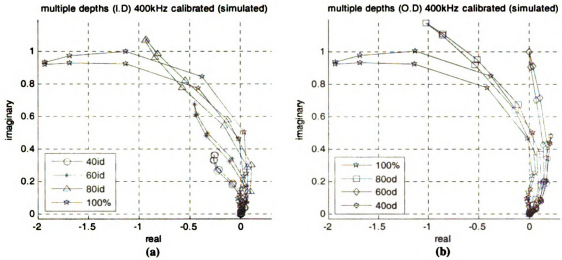 multiple depths (I.D) 400kHz calibrated (simulated)
imaginary
1
0.8
0.6
0.4
0.2
0
40id
60id
80id
100%
-2
-1.5
-1
-0.5
0
real
(a)
multiple depths (O.D) 400kHz calibrated (simulated)
imaginary
1
0.8
0.6
0.4
0.2
0
100%
80od
60od
40od
-2
-1.5
-1
-0.5
0
real
(b)